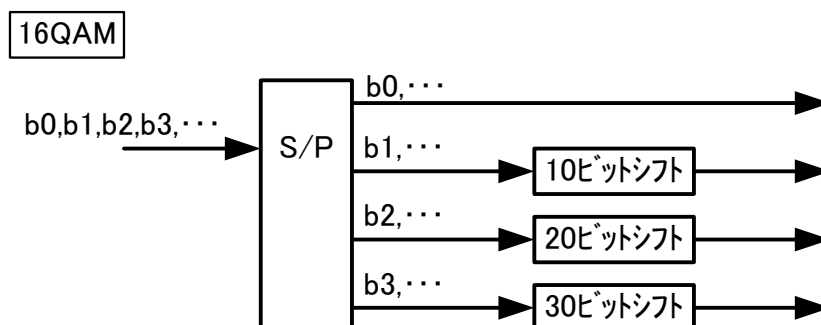 16QAM
b0,b1,b2,b3,･･･
S/P
b0,･･･
b1,･･･
10ﾋﾞｯﾄｼﾌﾄ
b2,･･･
20ﾋﾞｯﾄｼﾌﾄ
b3,･･･
30ﾋﾞｯﾄｼﾌﾄ